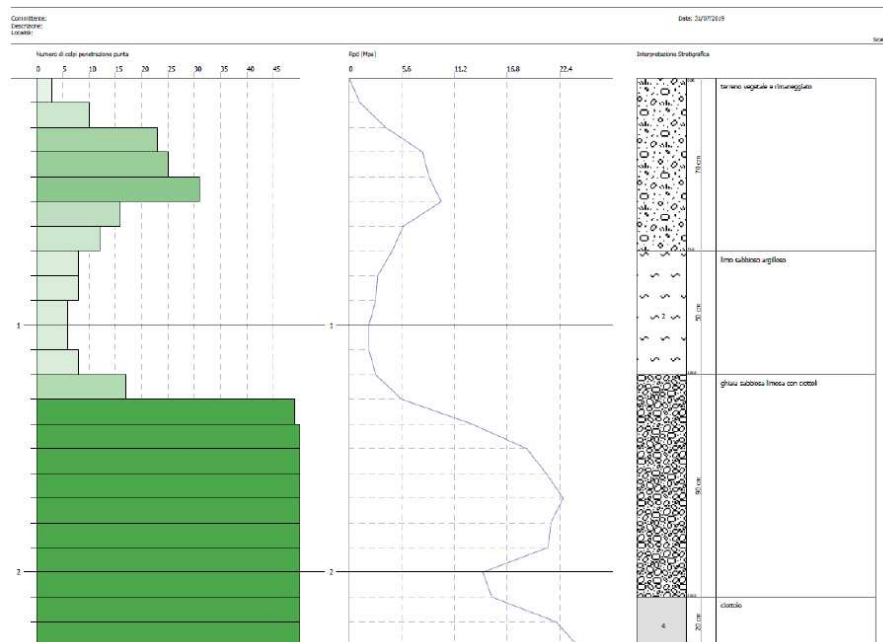 Committente:
Descrizione:
Località:
Data: 31/07/2019
Numero di colpi penetrazione punta
Rpd (Mpa)
Interpretazione Stratigrafica
0 5 10 15 20 25 30 35 40 45
0 5,6 11,2 16,8 22,4
terreno vegetale e rimaneggiato
70 cm
limo sabbioso argilloso
2
50 cm
1
ghiaia sabbiosa limosa con ciottoli
90 cm
2
ciottolo
4
20 cm